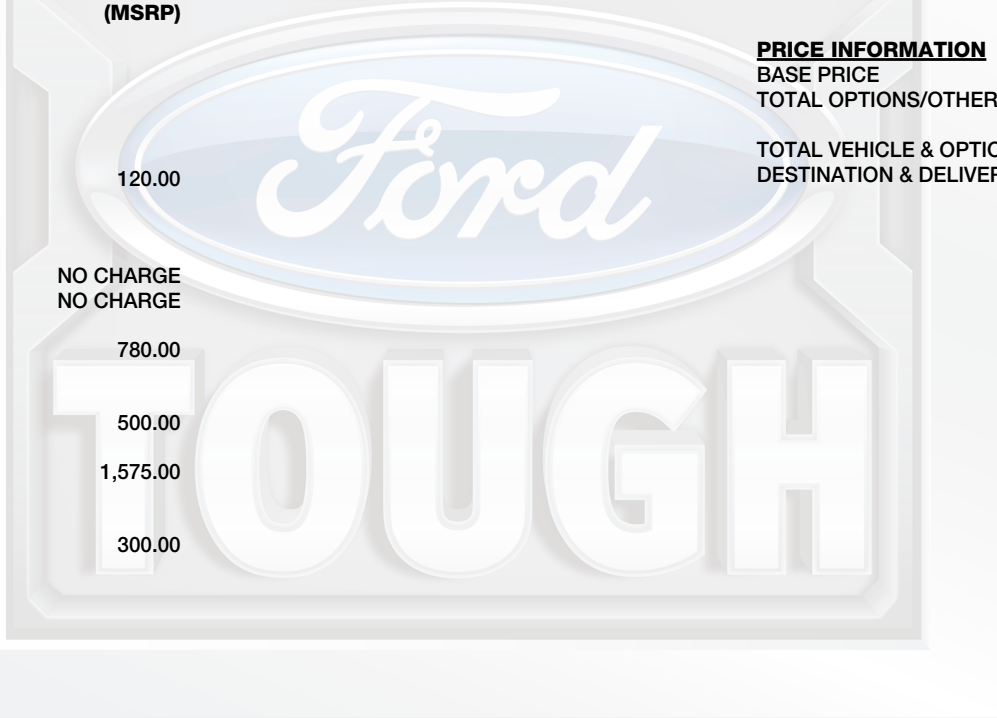 (MSRP)
120.00
NO CHARGE
NO CHARGE
780.00
500.00
1,575.00
300.00
PRICE INFORMATION
BASE PRICE
TOTAL OPTIONS/OTHER
TOTAL VEHICLE & OPTIO
DESTINATION & DELIVER
Ford
TOUGH